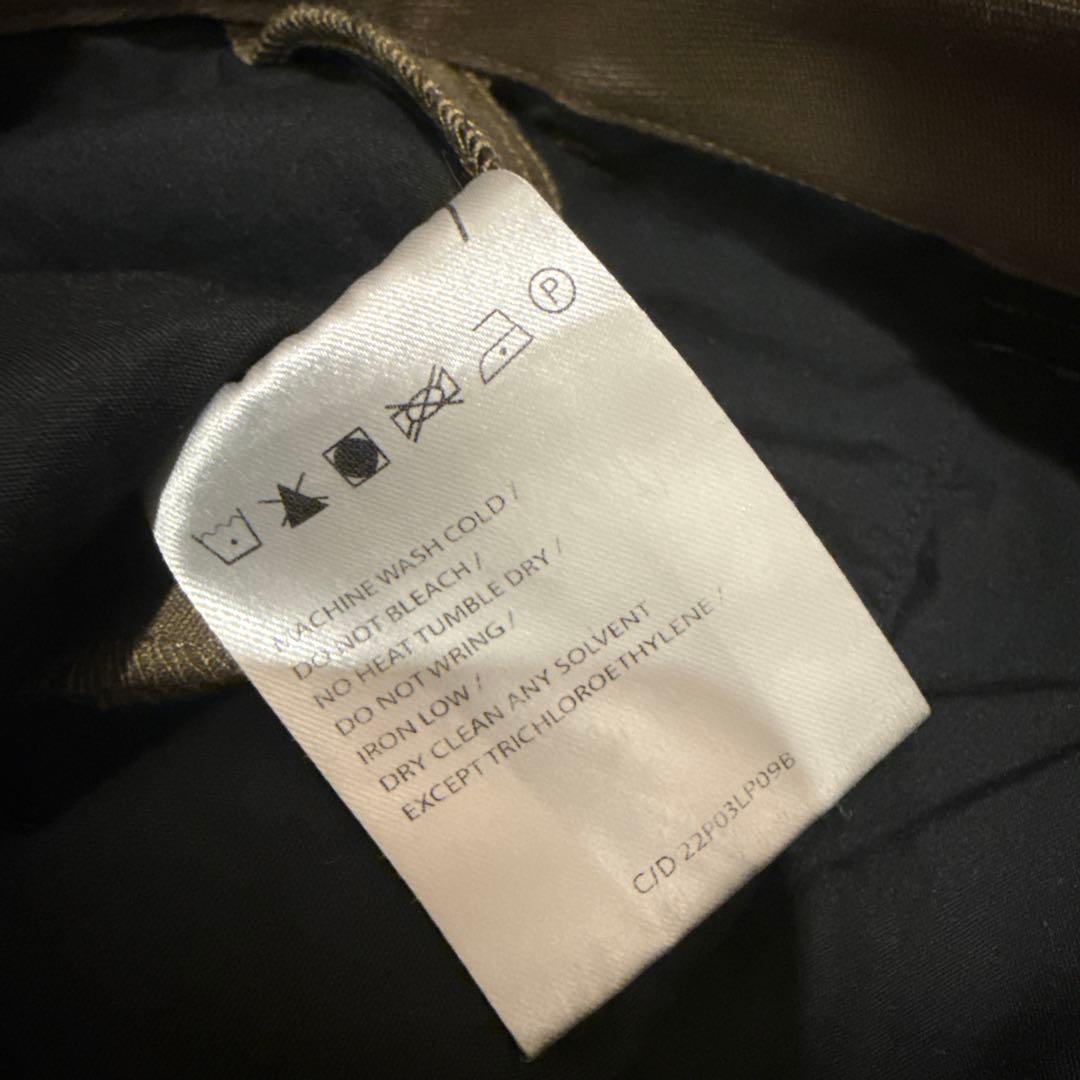 P
MACHINE WASH COLD /
DO NOT BLEACH /
NO HEAT TUMBLE DRY /
DO NOT WRING /
IRON LOW /
DRY CLEAN ANY SOLVENT
EXCEPT TRICHLOROETHYLENE /
C/D 22P03LP09B